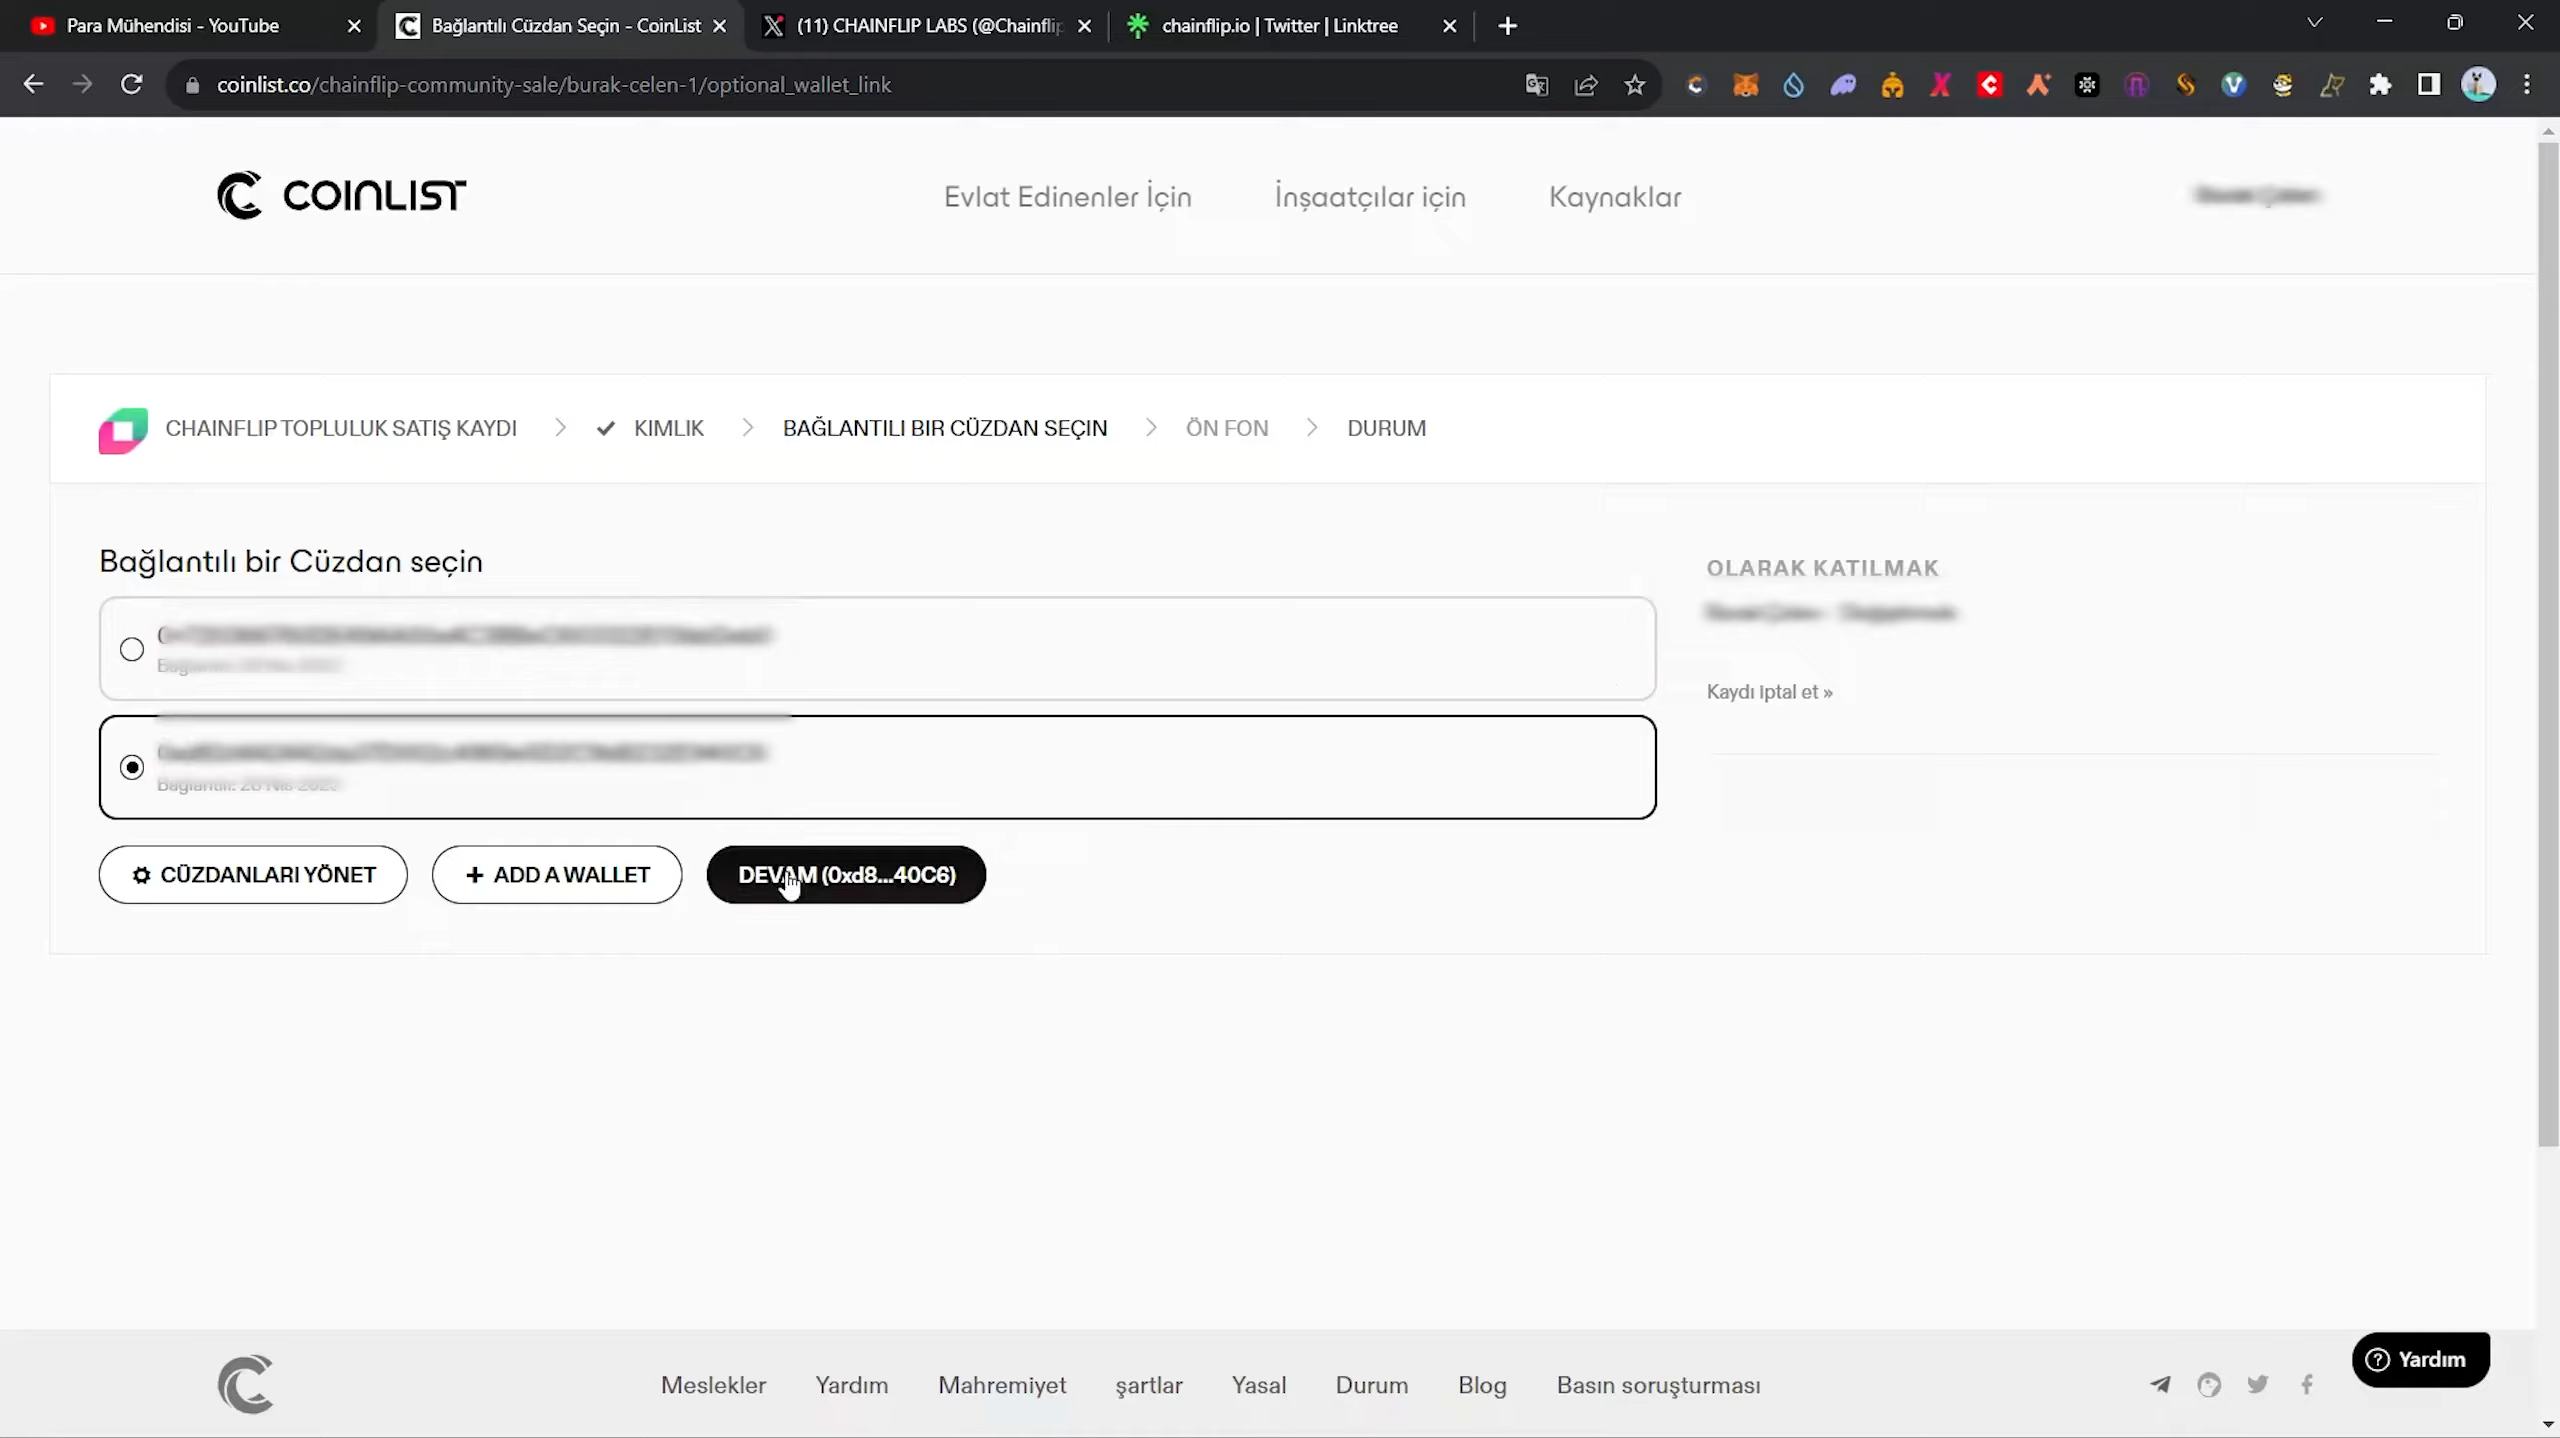 Para Mühendisi - YouTube
Bağlantılı Cüzdan Seçin - CoinList
(11) CHAINFLIP LABS (@Chainflip
chainflip.io | Twitter | Linktree
coinlist.co/chainflip-community-sale/burak-celen-1/optional_wallet_link
COINLIST
Evlat Edinenler İçin
İnşaatçılar için
Kaynaklar
CHAINFLIP TOPLULUK SATIŞ KAYDI
KIMLIK
BAĞLANTILI BIR CÜZDAN SEÇIN
ÖN FON
DURUM
Bağlantılı bir Cüzdan seçin
OLARAK KATILMAK
Kaydı iptal et »
CÜZDANLARI YÖNET
+ ADD A WALLET
DEVAM (0xd8...40C6)
Meslekler
Yardım
Mahremiyet
şartlar
Yasal
Durum
Blog
Basın soruşturması
Yardım